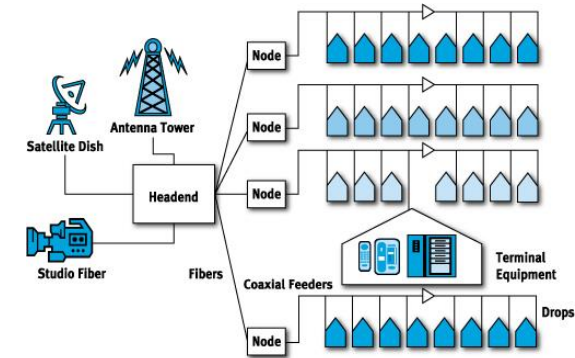 Node
Node
Node
Node
Satellite Dish
Antenna Tower
Headend
Studio Fiber
Fibers
Coaxial Feeders
Terminal
Equipment
Drops